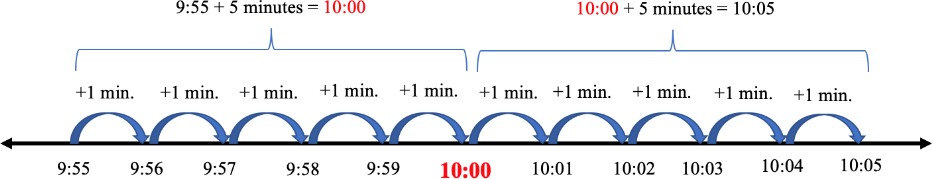 9:55 + 5 minutes = 10:00 10:00 + 5 minutes = 10:05
+1 min. +1 min. +1 min. +1 min. +1 min. +1 min. +1 min. +1 min. +1 min. +1 min.
9:55 9:56 9:57 9:58 9:59 10:00 10:01 10:02 10:03 10:04 10:05